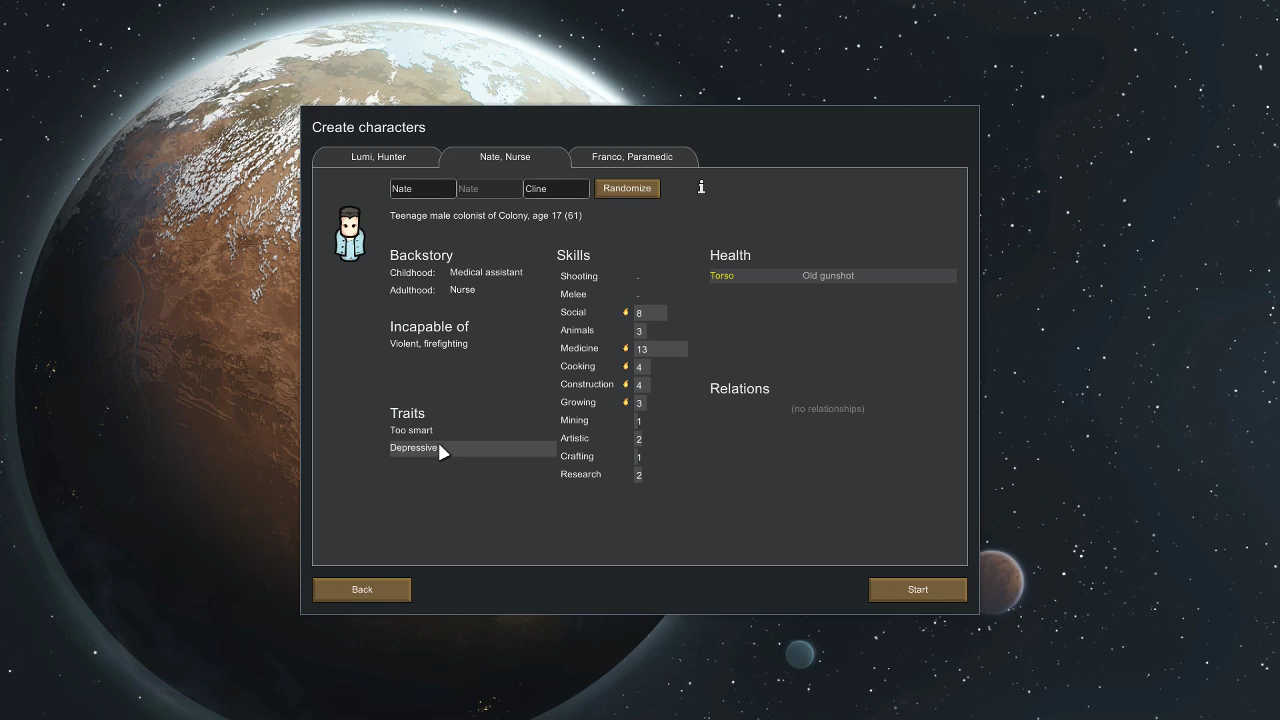 Create characters
Lumi, Hunter
Nate, Nurse
Franco, Paramedic
Nate
Nate
Cline
Randomize
i
Teenage male colonist of Colony, age 17 (61)
Backstory
Childhood: Medical assistant
Adulthood: Nurse
Incapable of
Violent, firefighting
Traits
Too smart
Depressive
Skills
Shooting -
Melee -
Social 8
Animals 3
Medicine 13
Cooking 4
Construction 4
Growing 3
Mining 1
Artistic 2
Crafting 1
Research 2
Health
Torso Old gunshot
Relations
(no relationships)
Back
Start